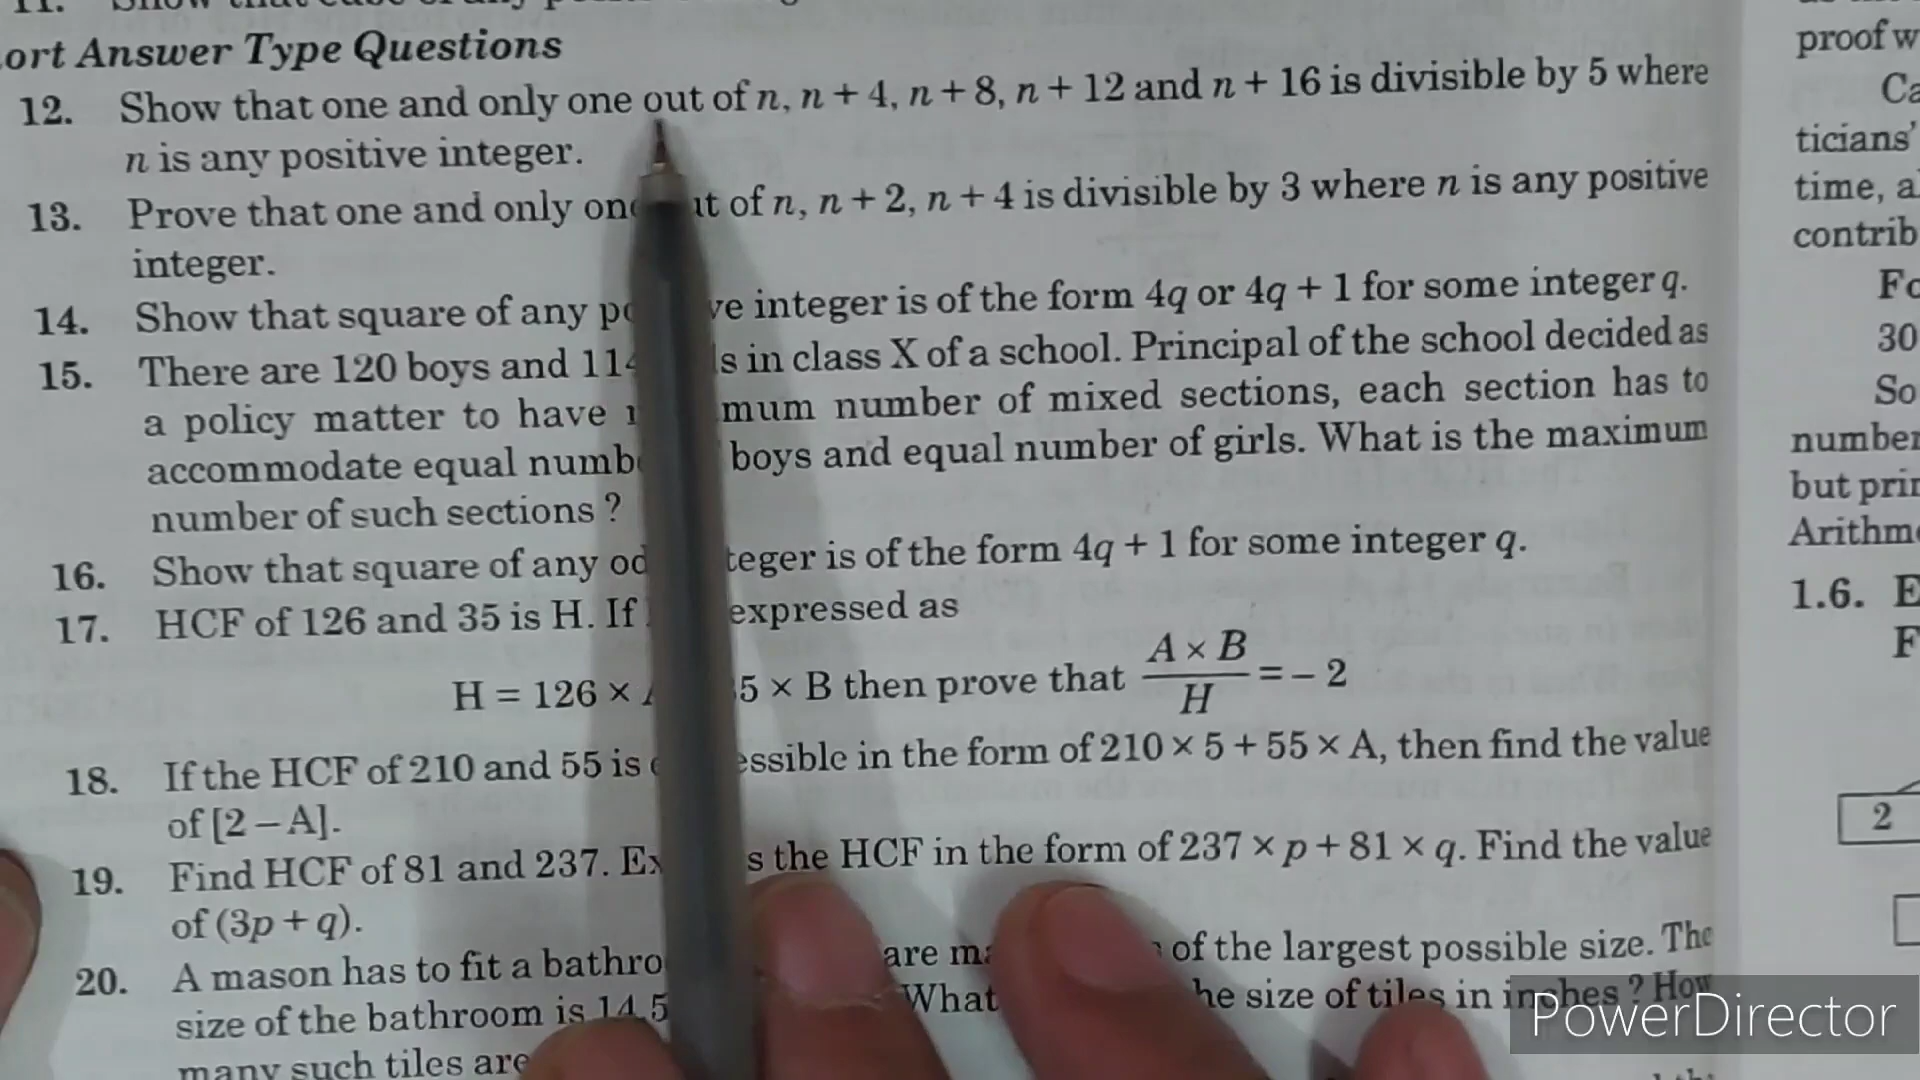 ort Answer Type Questions
12. Show that one and only one out of n, n + 4, n + 8, n + 12 and n + 16 is divisible by 5 where
n is any positive integer.
13. Prove that one and only of n, n + 2, n + 4 is divisible by 3 where n is any positive
integer.
14. Show that square of any integer is of the form 4q or 4q + 1 for some integer q.
15. There are 120 boys and in class X of a school. Principal of the school decided as
a policy matter to have number of mixed sections, each section has to
accommodate equal boys and equal number of girls. What is the maximum
number of such sections ?
16. Show that square of any is of the form 4q + 1 for some integer q.
17. HCF of 126 and 35 is H. If expressed as
H = 126 × 5 × B then prove that A × B / H = – 2
18. If the HCF of 210 and 55 is in the form of 210 × 5 + 55 × A, then find the value
of [2 – A].
19. Find HCF of 81 and 237. the HCF in the form of 237 × p + 81 × q. Find the value
of (3p + q).
20. A mason has to fit a of the largest possible size. The
size of the bathroom is What size of tiles in inches ? How
many such tiles are
proof w
Ca
ticians'
time, a
contrib
Fo
30
So
number
but prin
Arithm
1.6. E
F
2
PowerDirector